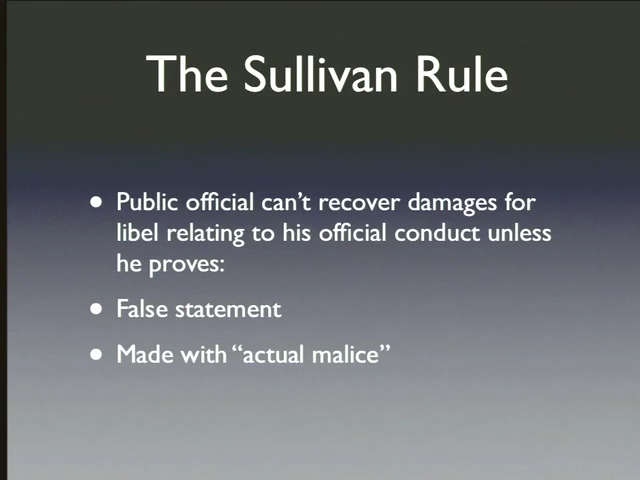 The Sullivan Rule
• Public official can’t recover damages for
libel relating to his official conduct unless
he proves:
• False statement
• Made with “actual malice”